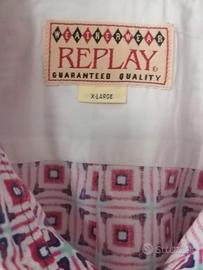 WEATHERWEAR
REPLAY®
GUARANTEED QUALITY
X-LARGE